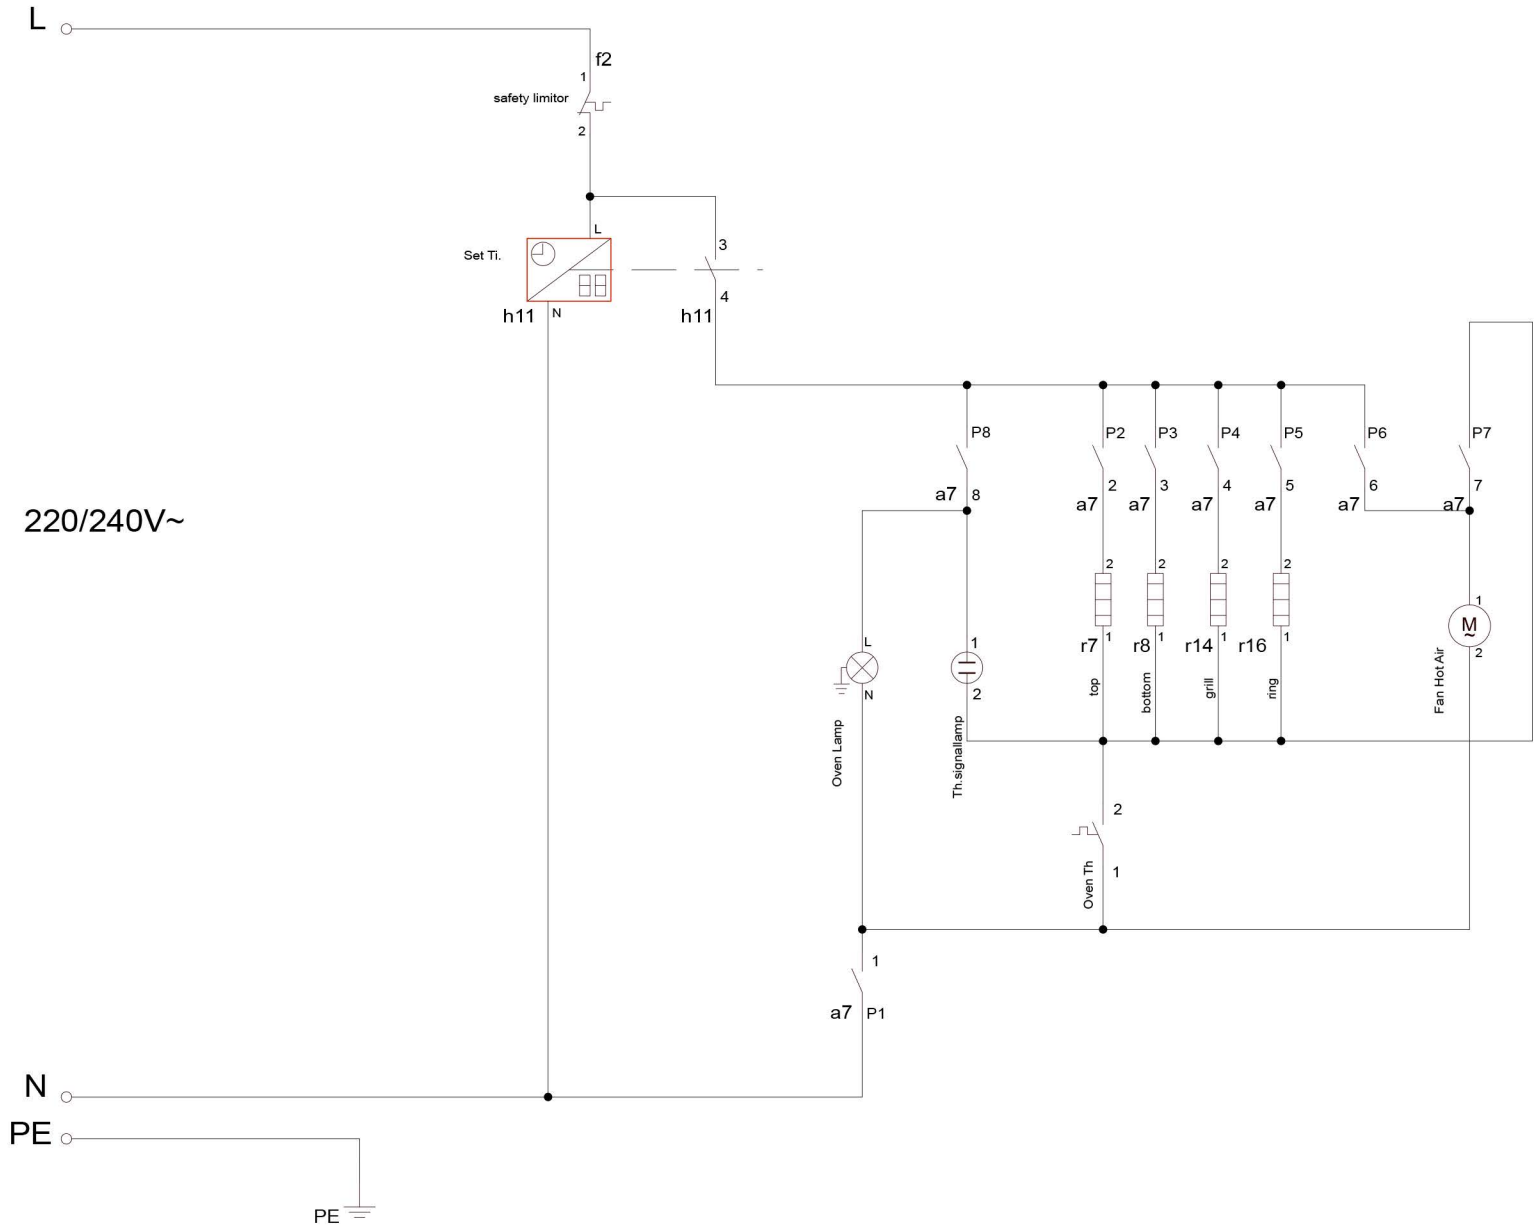 L
f2
1
safety limitor
2
L
Set Ti.
3
4
h11
N
h11
P8
P2
P3
P4
P5
P6
P7
a7
8
2
3
4
5
6
7
a7
a7
a7
a7
a7
a7
220/240V~
2
2
2
2
1
M
~
L
1
r7
1
r8
1
r14
1
r16
1
2
N
2
top
bottom
grill
ring
Fan Hot Air
Oven Lamp
Th.signallamp
2
Oven Th
1
1
a7
P1
N
PE
PE